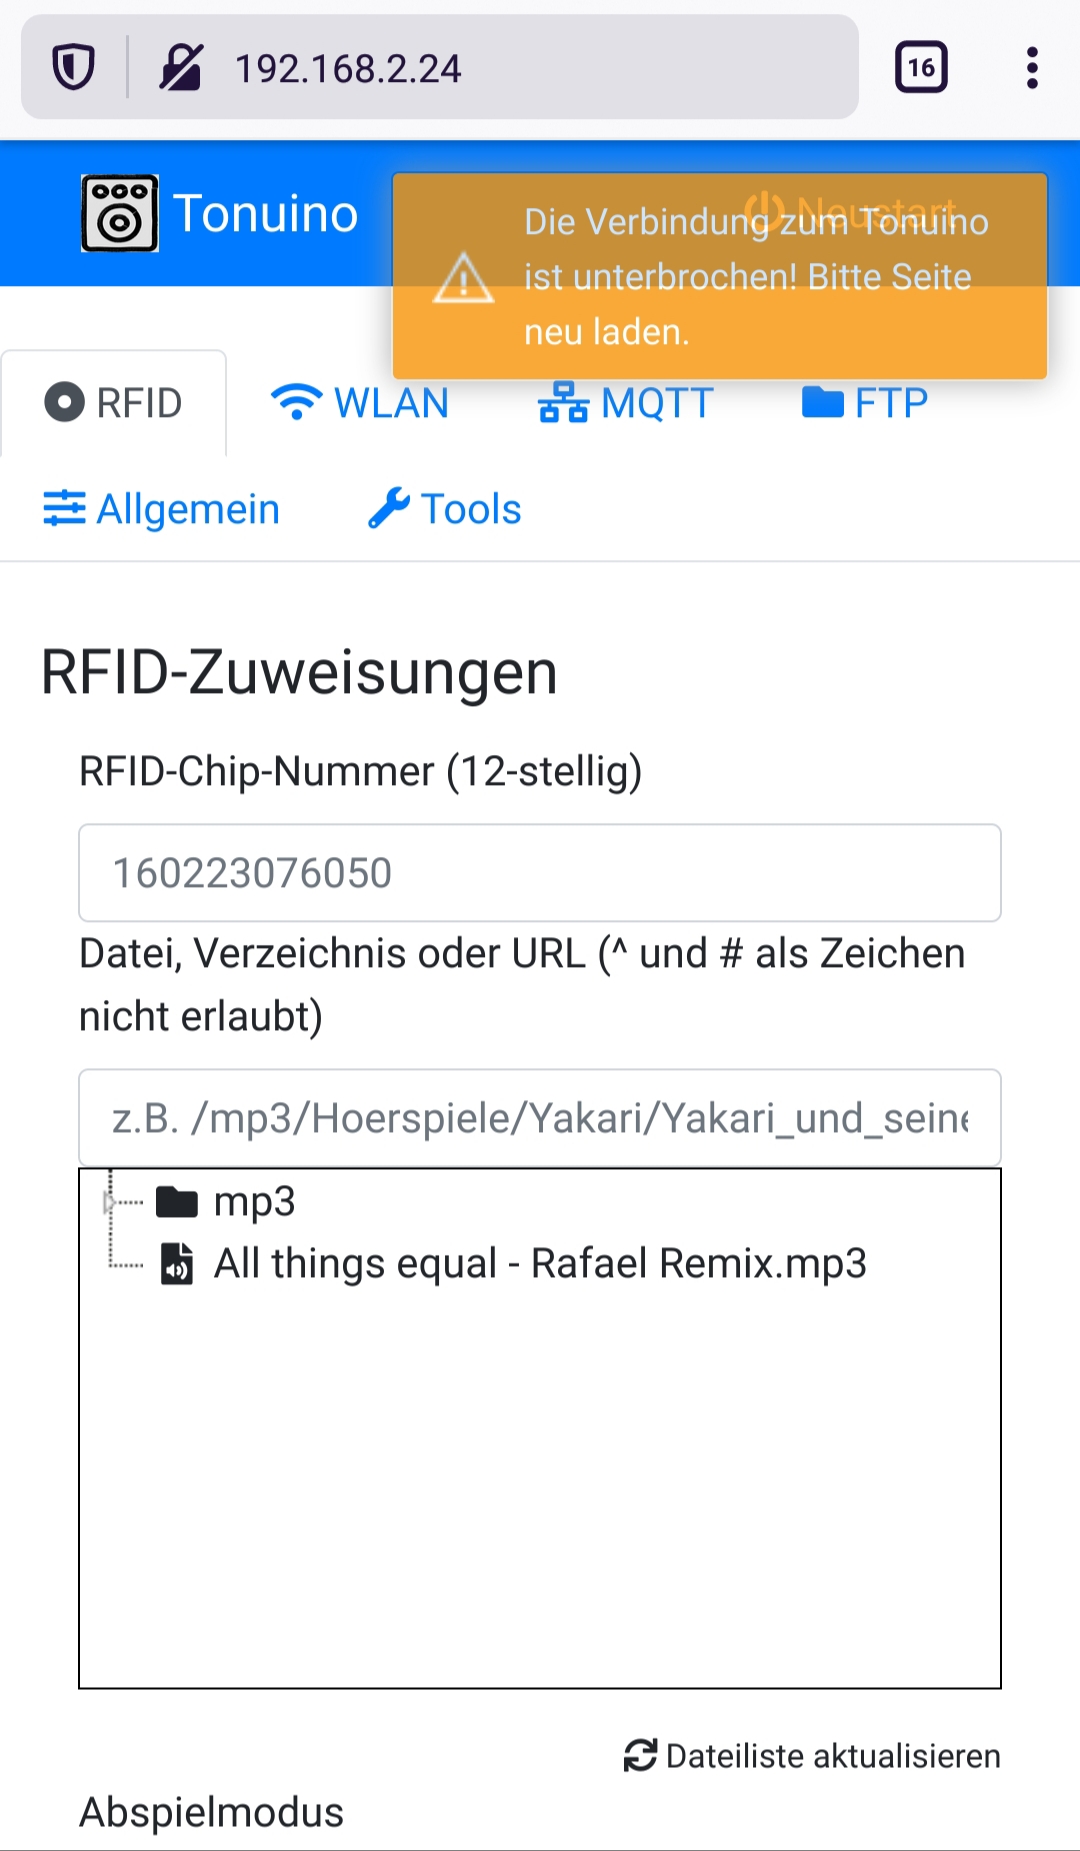 192.168.2.24
16
Tonuino
Neustart
Die Verbindung zum Tonuino
ist unterbrochen! Bitte Seite
neu laden.
RFID
WLAN
MQTT
FTP
Allgemein
Tools
RFID-Zuweisungen
RFID-Chip-Nummer (12-stellig)
160223076050
Datei, Verzeichnis oder URL (^ und # als Zeichen
nicht erlaubt)
z.B. /mp3/Hoerspiele/Yakari/Yakari_und_seine
mp3
All things equal - Rafael Remix.mp3
Dateiliste aktualisieren
Abspielmodus